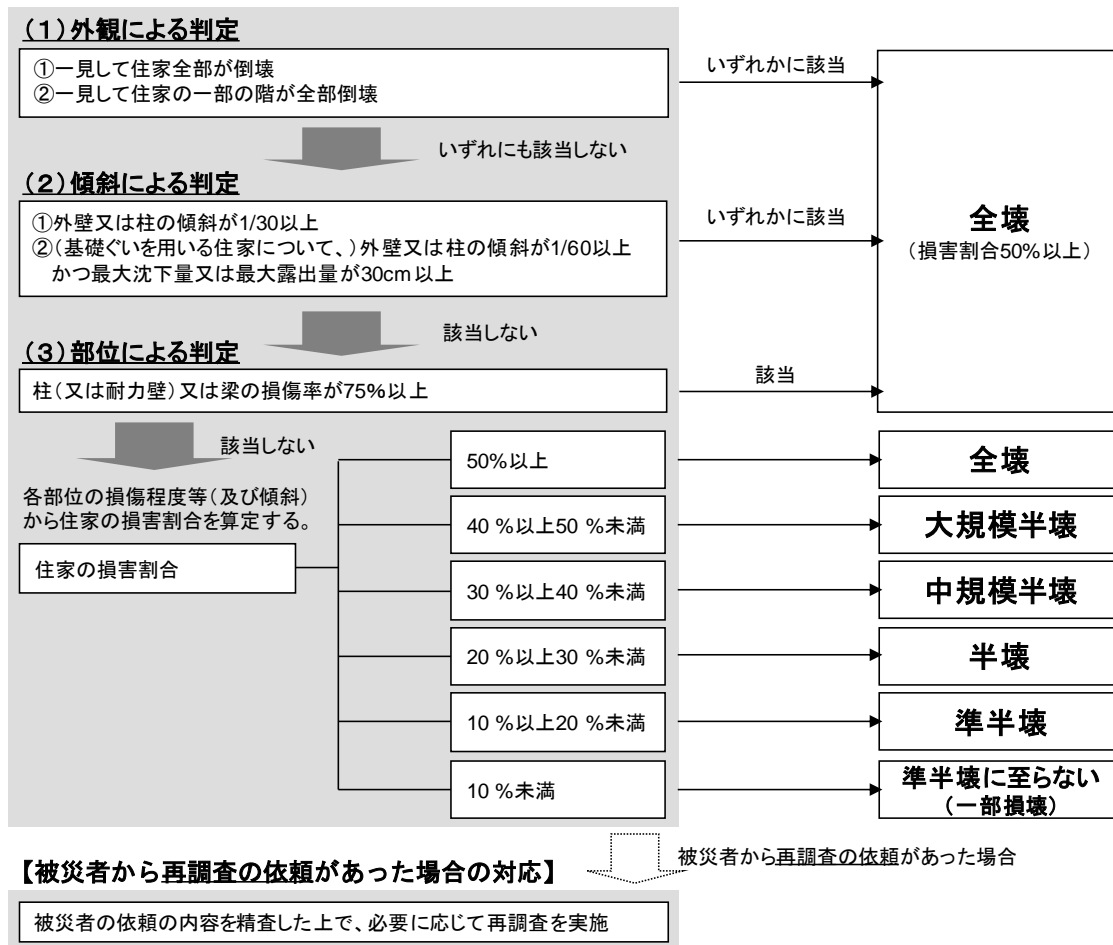 (1)外観による判定
①一見して住家全部が倒壊
②一見して住家の一部の階が全部倒壊
いずれかに該当
いずれにも該当しない
(2)傾斜による判定
①外壁又は柱の傾斜が1/30以上
②(基礎ぐいを用いる住家について、)外壁又は柱の傾斜が1/60以上
かつ最大沈下量又は最大露出量が30cm以上
いずれかに該当
全壊
(損害割合50%以上)
該当しない
(3)部位による判定
柱(又は耐力壁)又は梁の損傷率が75%以上
該当
該当しない
各部位の損傷程度等(及び傾斜)
から住家の損害割合を算定する。
住家の損害割合
50%以上
全壊
40 %以上50 %未満
大規模半壊
30 %以上40 %未満
中規模半壊
20 %以上30 %未満
半壊
10 %以上20 %未満
準半壊
10 %未満
準半壊に至らない
(一部損壊)
被災者から再調査の依頼があった場合
【被災者から再調査の依頼があった場合の対応】
被災者の依頼の内容を精査した上で、必要に応じて再調査を実施